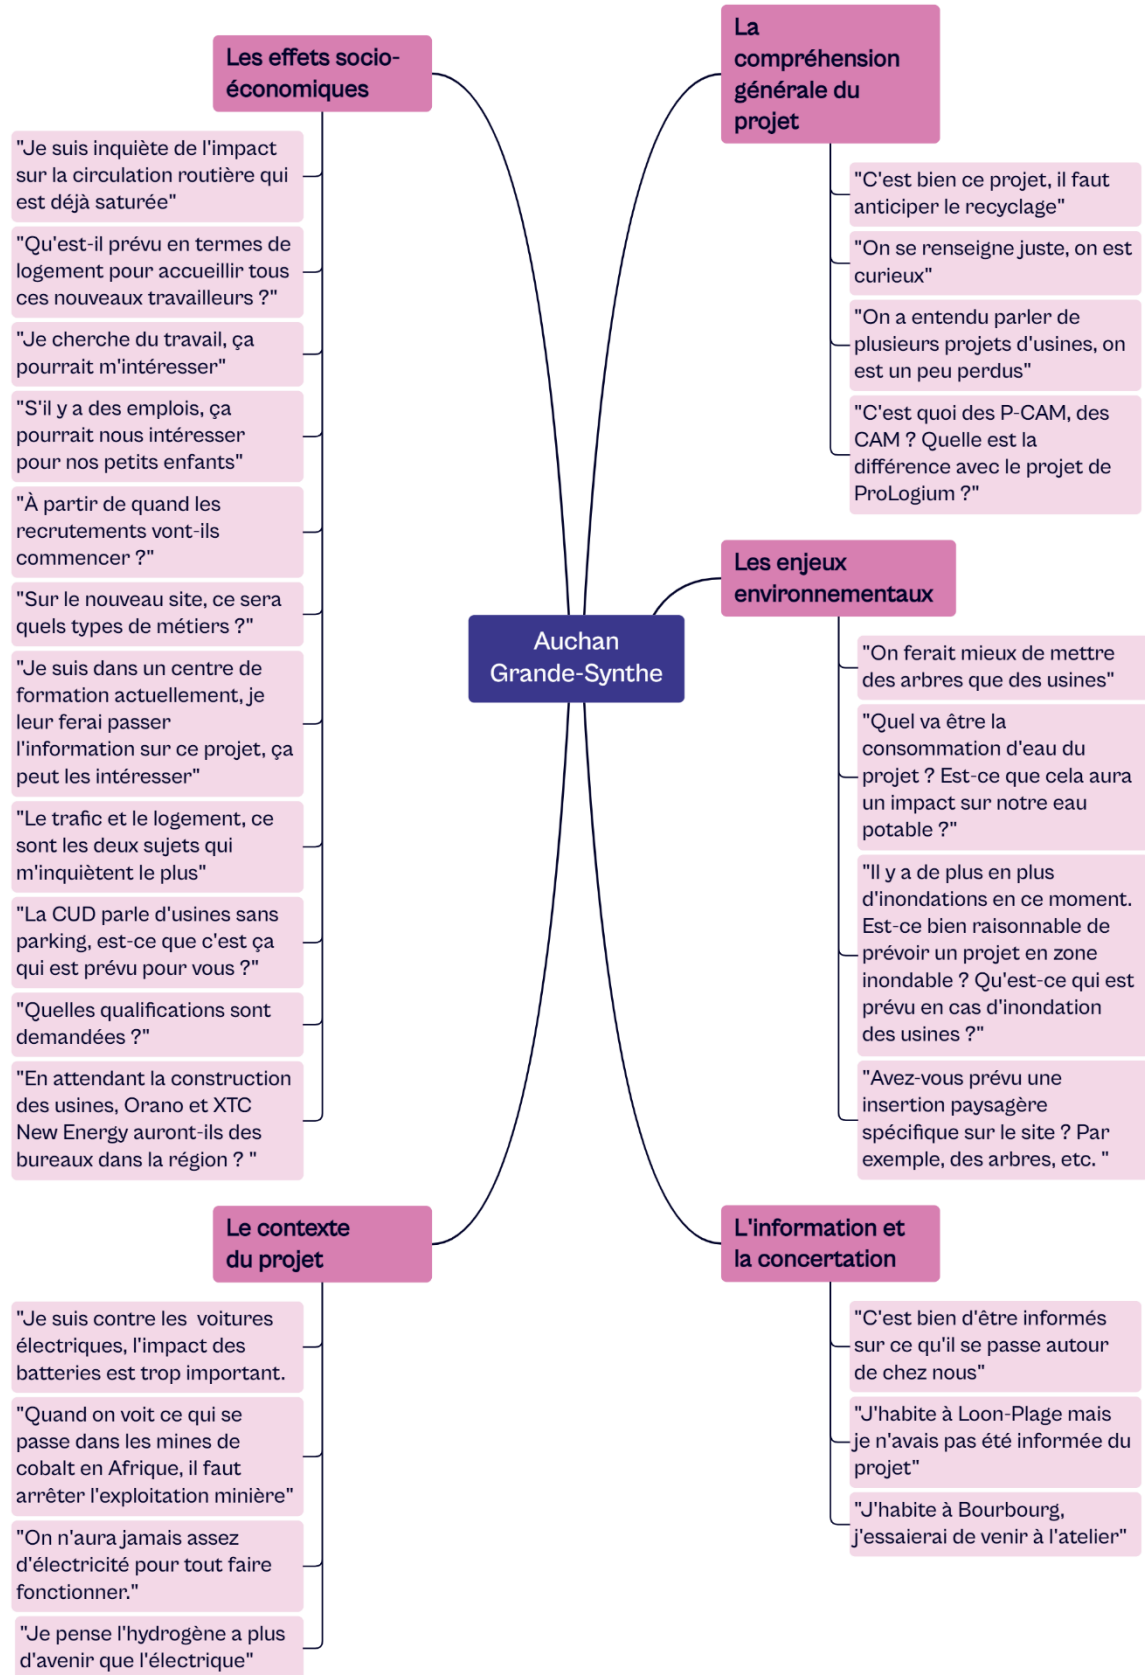 Auchan
Grande-Synthe
Les effets socio-
économiques
"Je suis inquiète de l'impact
sur la circulation routière qui
est déjà saturée"
"Qu'est-il prévu en termes de
logement pour accueillir tous
ces nouveaux travailleurs ?"
"Je cherche du travail, ça
pourrait m'intéresser"
"S'il y a des emplois, ça
pourrait nous intéresser
pour nos petits enfants"
"À partir de quand les
recrutements vont-ils
commencer ?"
"Sur le nouveau site, ce sera
quels types de métiers ?"
"Je suis dans un centre de
formation actuellement, je
leur ferai passer
l'information sur ce projet, ça
peut les intéresser"
"Le trafic et le logement, ce
sont les deux sujets qui
m'inquiètent le plus"
"La CUD parle d'usines sans
parking, est-ce que c'est ça
qui est prévu pour vous ?"
"Quelles qualifications sont
demandées ?"
"En attendant la construction
des usines, Orano et XTC
New Energy auront-ils des
bureaux dans la région ? "
Le contexte
du projet
"Je suis contre les  voitures
électriques, l'impact des
batteries est trop important.
"Quand on voit ce qui se
passe dans les mines de
cobalt en Afrique, il faut
arrêter l'exploitation minière"
"On n'aura jamais assez
d'électricité pour tout faire
fonctionner."
"Je pense l'hydrogène a plus
d'avenir que l'électrique"
La
compréhension
générale du
projet
"C'est bien ce projet, il faut
anticiper le recyclage"
"On se renseigne juste, on est
curieux"
"On a entendu parler de
plusieurs projets d'usines, on
est un peu perdus"
"C'est quoi des P-CAM, des
CAM ? Quelle est la
différence avec le projet de
ProLogium ?"
Les enjeux
environnementaux
"On ferait mieux de mettre
des arbres que des usines"
"Quel va être la
consommation d'eau du
projet ? Est-ce que cela aura
un impact sur notre eau
potable ?"
"Il y a de plus en plus
d'inondations en ce moment.
Est-ce bien raisonnable de
prévoir un projet en zone
inondable ? Qu'est-ce qui est
prévu en cas d'inondation
des usines ?"
"Avez-vous prévu une
insertion paysagère
spécifique sur le site ? Par
exemple, des arbres, etc. "
L'information et
la concertation
"C'est bien d'être informés
sur ce qu'il se passe autour
de chez nous"
"J'habite à Loon-Plage mais
je n'avais pas été informée du
projet"
"J'habite à Bourbourg,
j'essaierai de venir à l'atelier"